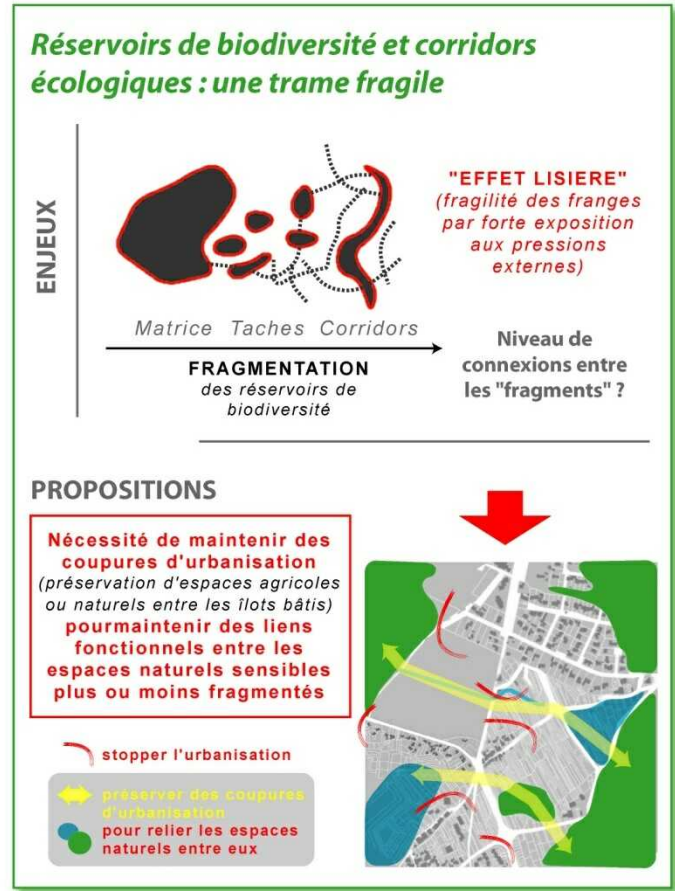 Réservoirs de biodiversité et corridors
écologiques : une trame fragile
ENJEUX
"EFFET LISIERE"
(fragilité des franges
par forte exposition
aux pressions
externes)
Matrice Taches Corridors
FRAGMENTATION
des réservoirs de
biodiversité
Niveau de
connexions entre
les "fragments" ?
PROPOSITIONS
Nécessité de maintenir des
coupures d'urbanisation
(préservation d'espaces agricoles
ou naturels entre les îlots bâtis)
pourmaintenir des liens
fonctionnels entre les
espaces naturels sensibles
plus ou moins fragmentés
stopper l'urbanisation
préserver des coupures
d'urbanisation
pour relier les espaces
naturels entre eux